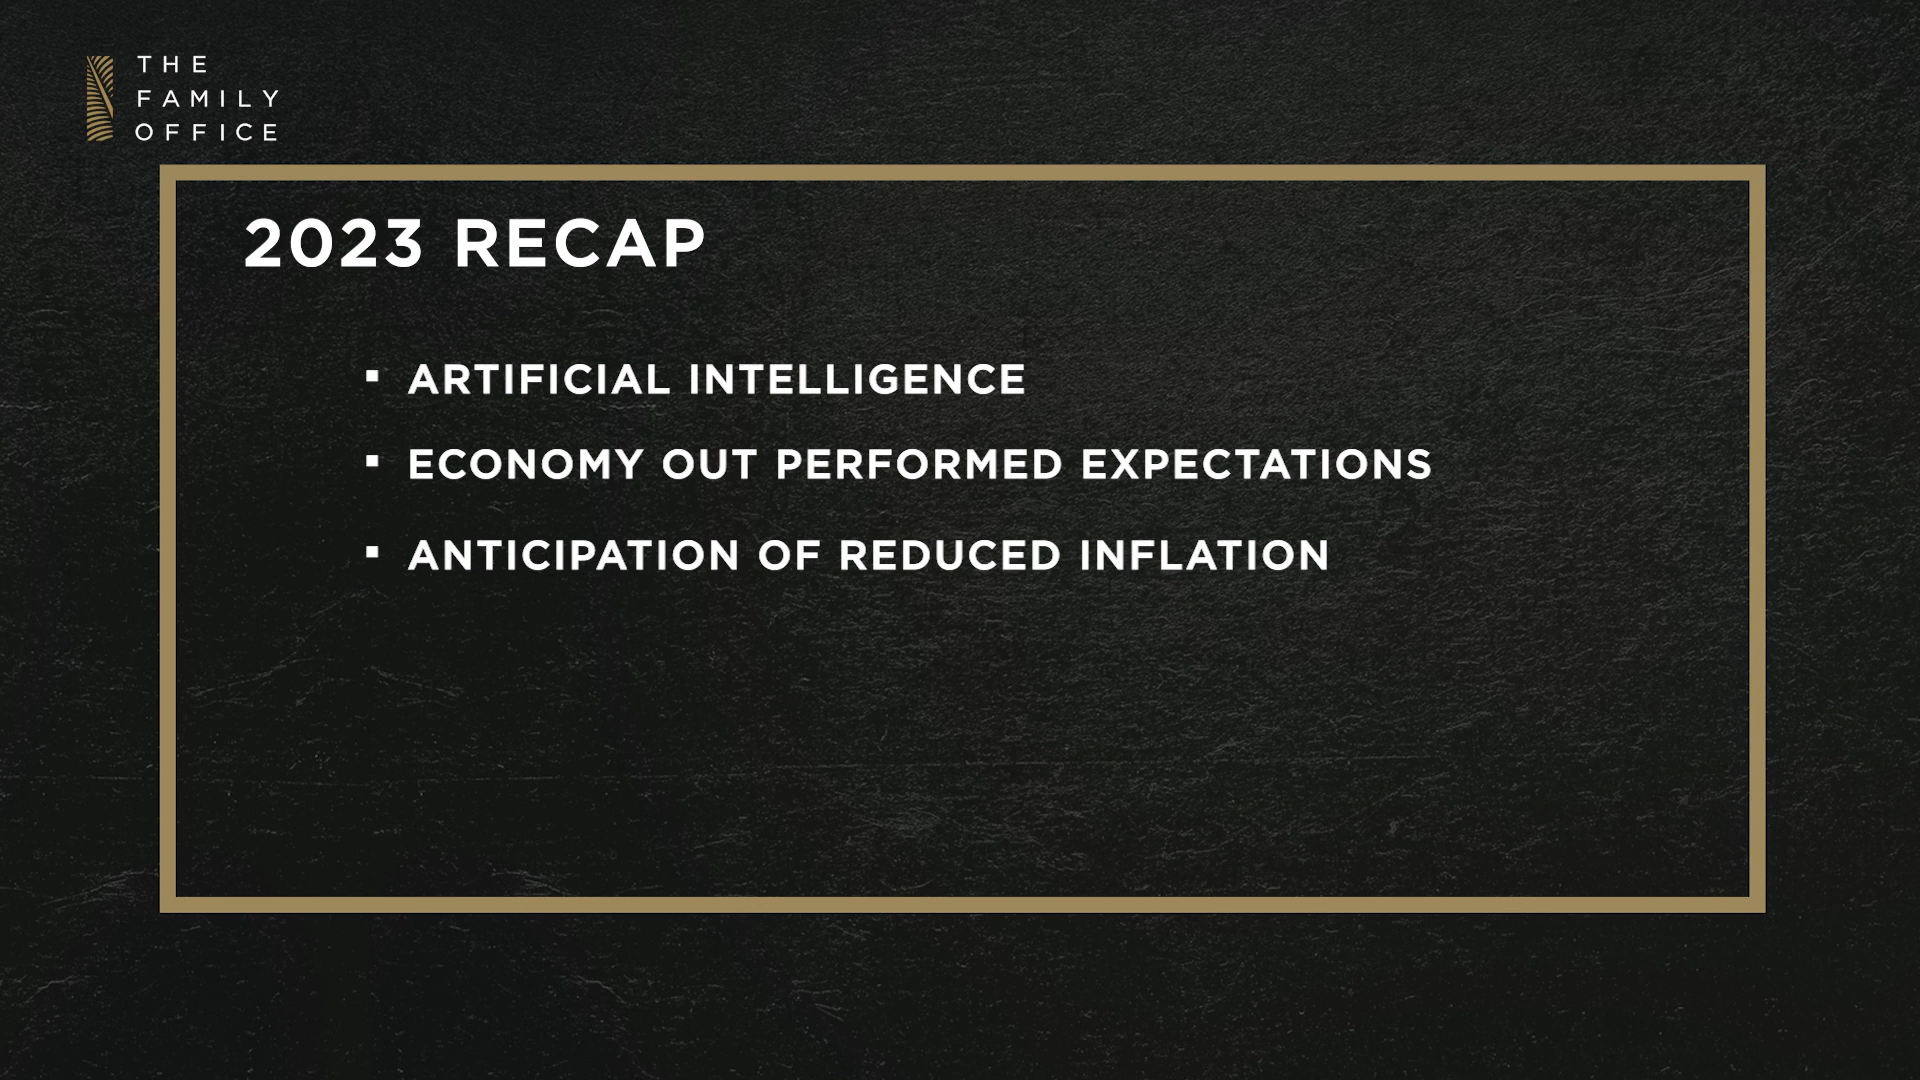 THE
FAMILY
OFFICE
2023 RECAP
▪ ARTIFICIAL INTELLIGENCE
▪ ECONOMY OUT PERFORMED EXPECTATIONS
▪ ANTICIPATION OF REDUCED INFLATION